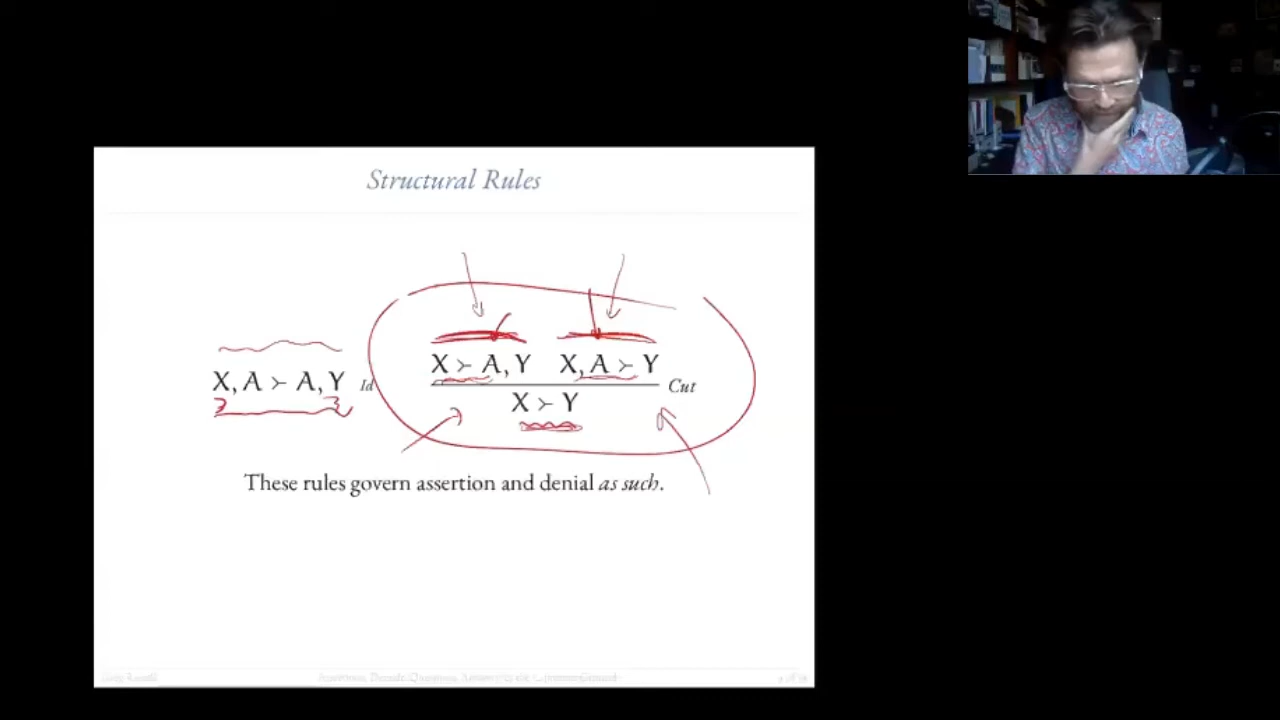 Structural Rules
X, A ≻ A, Y Id
X ≻ A, Y X, A ≻ Y
X ≻ Y Cut
These rules govern assertion and denial as such.